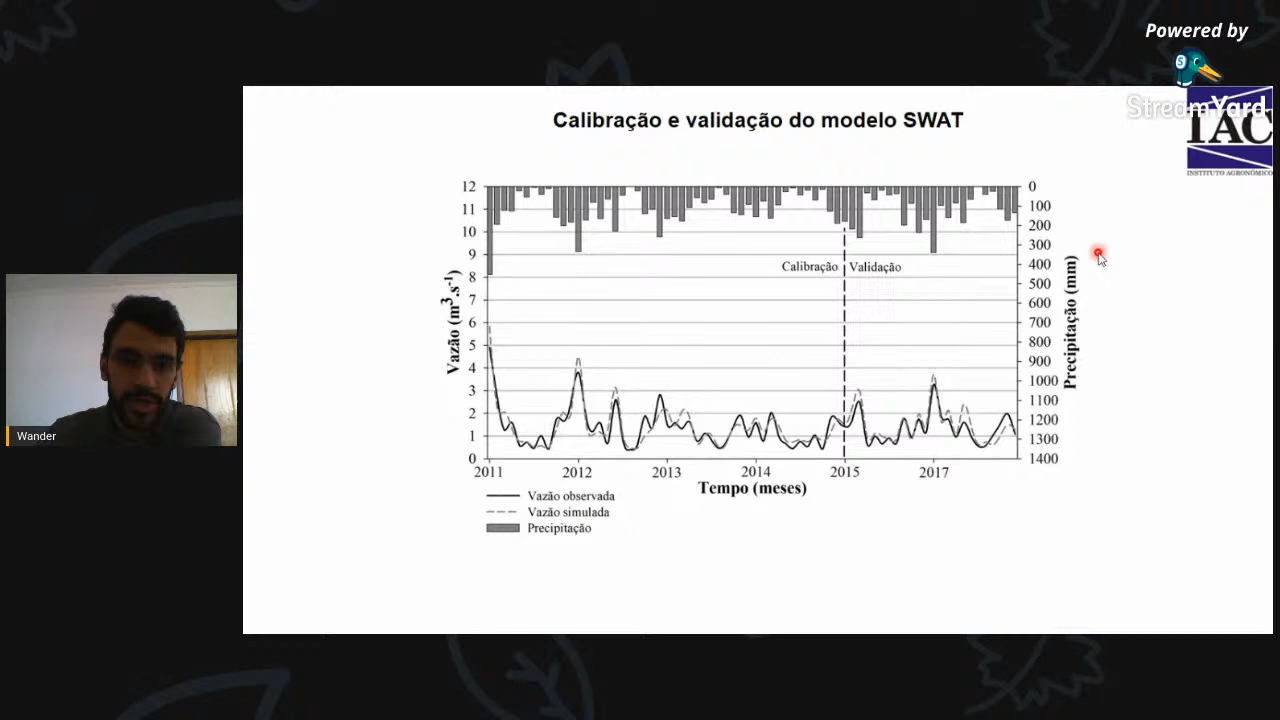 Powered by
StreamYard
IAC
INSTITUTO AGRONÔMICO
Calibração e validação do modelo SWAT
12
11
10
9
8
7
6
5
4
3
2
1
0
Vazão (m³.s⁻¹)
Calibração
Validação
0
100
200
300
400
500
600
700
800
900
1000
1100
1200
1300
1400
Precipitação (mm)
2011 2012 2013 2014 2015 2017
Tempo (meses)
Vazão observada
Vazão simulada
Precipitação
Wander